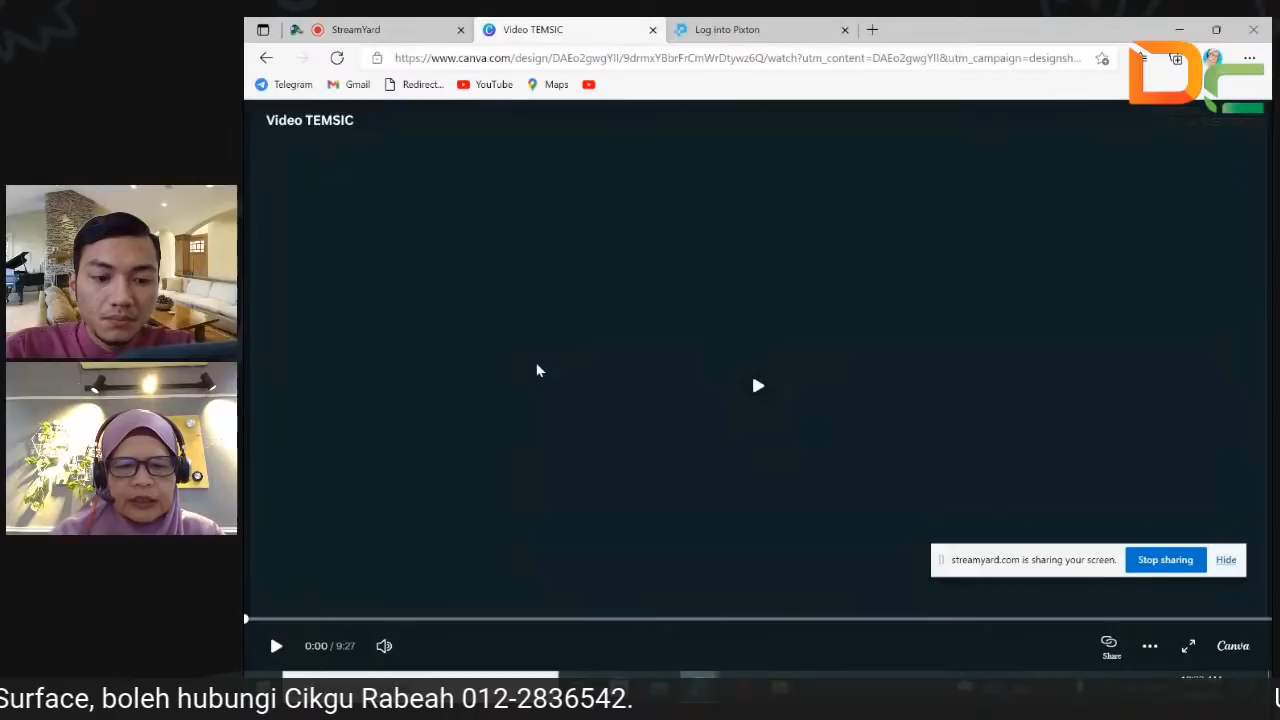 StreamYard
Video TEMSIC
Log into Pixton
https://www.canva.com/design/DAEo2gwgYlI/9drmxYBbrFrCmWrDtywz6Q/watch?utm_content=DAEo2gwgYlI&utm_campaign=designsh...
Telegram
Gmail
Redirect...
YouTube
Maps
Video TEMSIC
streamyard.com is sharing your screen.
Stop sharing
Hide
0:00 / 9:27
Share
Canva
Surface, boleh hubungi Cikgu Rabeah 012-2836542.